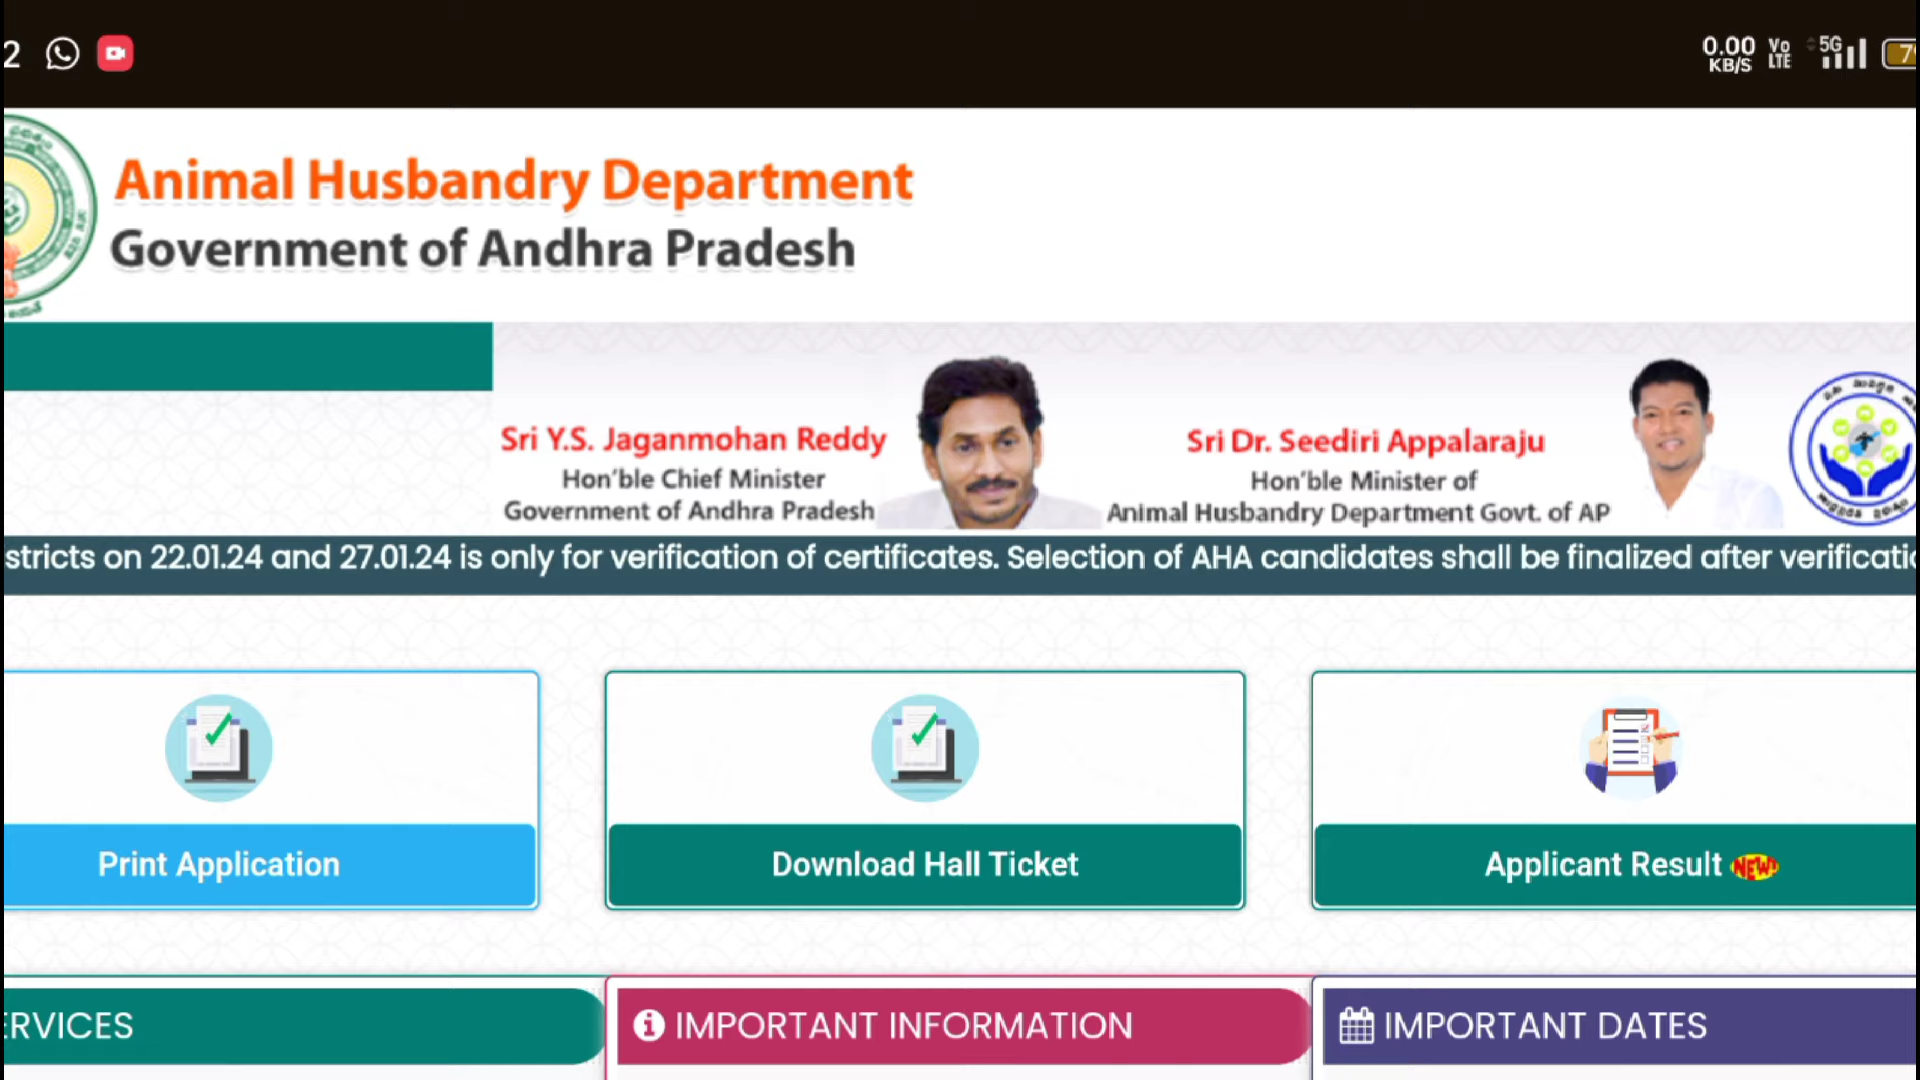 2
0.00 KB/S Vo LTE 5G
Animal Husbandry Department
Government of Andhra Pradesh
Sri Y.S. Jaganmohan Reddy
Hon'ble Chief Minister
Government of Andhra Pradesh
Sri Dr. Seediri Appalaraju
Hon'ble Minister of
Animal Husbandry Department Govt. of AP
stricts on 22.01.24 and 27.01.24 is only for verification of certificates. Selection of AHA candidates shall be finalized after verificati
Print Application
Download Hall Ticket
Applicant Result NEW!
ERVICES
IMPORTANT INFORMATION
IMPORTANT DATES